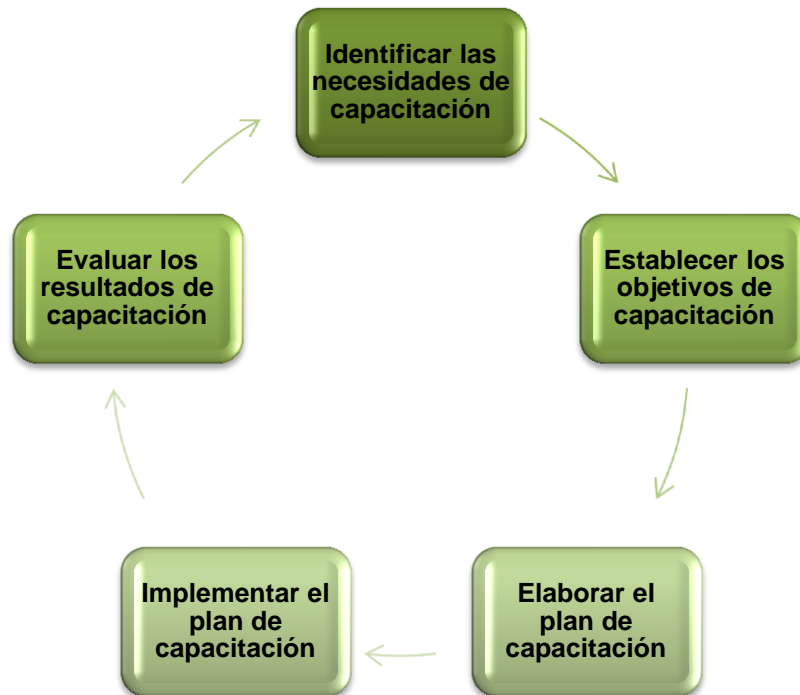 Identificar las
necesidades de
capacitación
Establecer los
objetivos de
capacitación
Elaborar el
plan de
capacitación
Implementar el
plan de
capacitación
Evaluar los
resultados de
capacitación